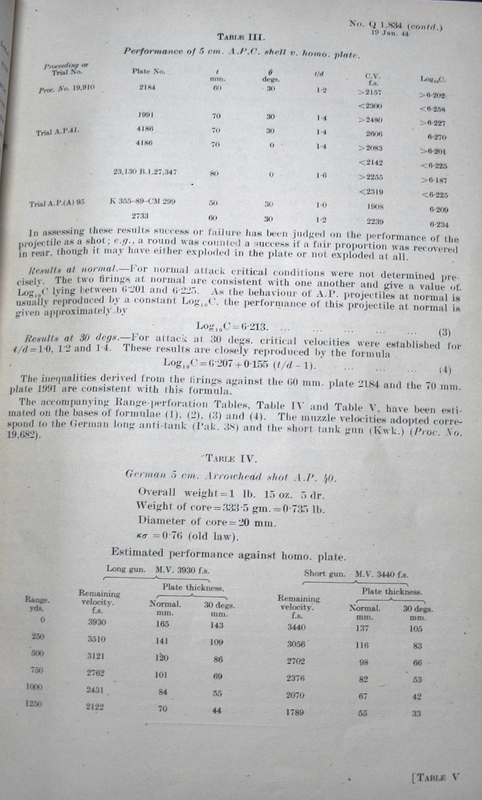 No. Q 1,834 (contd.)
19 Jan. 44
TABLE III.
Performance of 5 cm. A.P.C. shell v. homo. plate.
Proceeding or Trial No. Plate No. t mm. θ degs. t/d C.V. f.s. Log₁₀C.
Proc. No. 19,910 2184 60 30 1·2 >2157 >6·202
<2300 <6·258
1991 70 30 1·4 >2480 >6·227
Trial A.P.41. 4186 70 30 1·4 2606 6·270
4186 70 0 1·4 >2083 >6·201
<2142 <6·225
23,130 B.1.27,347 80 0 1·6 >2255 >6·187
<2319 <6·225
Trial A.P.(A) 95 K 355-89-CM 299 50 30 1·0 1908 6·209
2733 60 30 1·2 2239 6·234
In assessing these results success or failure has been judged on the performance of the
projectile as a shot; e.g., a round was counted a success if a fair proportion was recovered
in rear, though it may have either exploded in the plate or not exploded at all.
Results at normal.—For normal attack critical conditions were not determined pre-
cisely. The two firings at normal are consistent with one another and give a value of
Log₁₀C lying between 6·201 and 6·225. As the behaviour of A.P. projectiles at normal is
usually reproduced by a constant Log₁₀C, the performance of this projectile at normal is
given approximately by
Log₁₀C=6·213. ... ... ... ... (3)
Results at 30 degs.—For attack at 30 degs. critical velocities were established for
t/d=1·0, 1·2 and 1·4. These results are closely reproduced by the formula
Log₁₀C=6·207+0·155 (t/d - 1). ... ... ... (4)
The inequalities derived from the firings against the 60 mm. plate 2184 and the 70 mm.
plate 1991 are consistent with this formula.
The accompanying Range-perforation Tables, Table IV and Table V, have been esti-
mated on the bases of formulae (1), (2), (3) and (4). The muzzle velocities adopted corre-
spond to the German long anti-tank (Pak. 38) and the short tank gun (Kwk.) (Proc. No.
19,682).
TABLE IV.
German 5 cm. Arrowhead shot A.P. 40.
Overall weight=1 lb. 15 oz. 5 dr.
Weight of core=333·5 gm.=0·735 lb.
Diameter of core=20 mm.
κσ =0·76 (old law).
Estimated performance against homo. plate.
Long gun. M.V. 3930 f.s. Short gun. M.V. 3440 f.s.
Range. yds. Remaining velocity. f.s. Plate thickness. Normal. mm. 30 degs. mm. Remaining velocity. f.s. Plate thickness. Normal. mm. 30 degs. mm.
0 3930 165 143 3440 137 105
250 3510 141 109 3056 116 83
500 3121 120 86 2702 98 66
750 2762 101 69 2376 82 53
1000 2431 84 55 2070 67 42
1250 2122 70 44 1789 55 33
[TABLE V